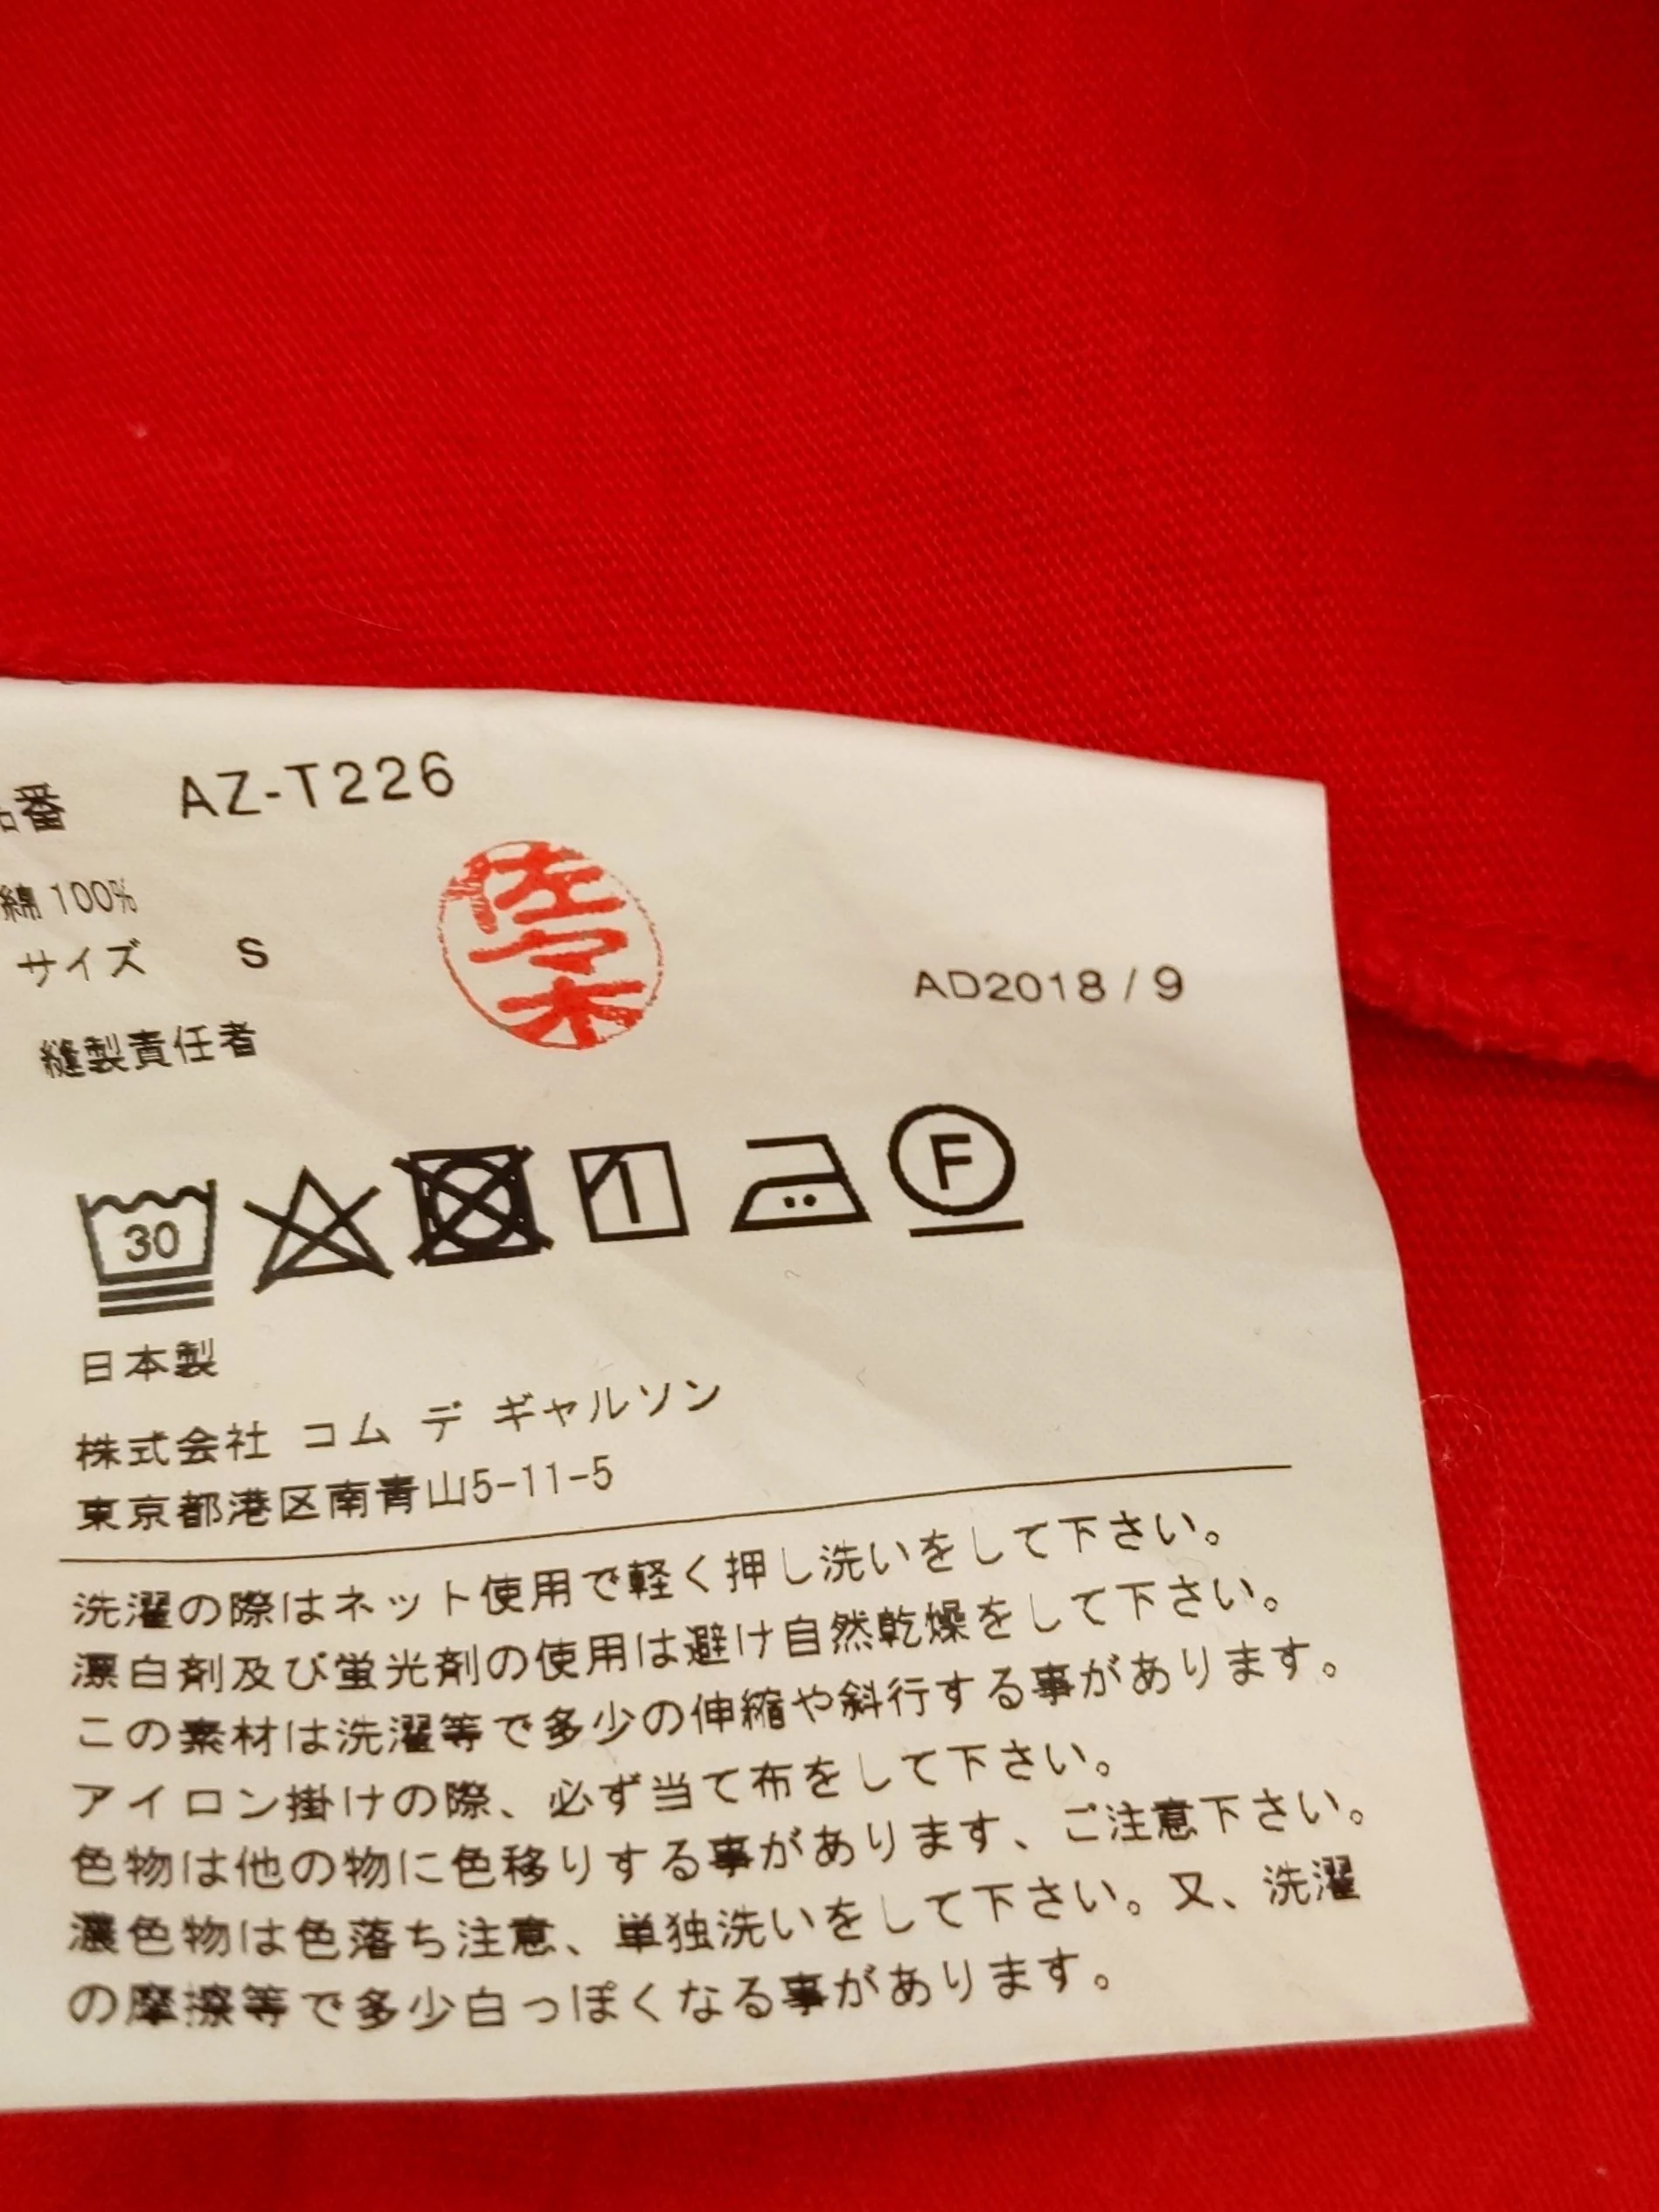 品番 AZ-T226
綿100%
サイズ S
佐々木
AD2018 / 9
縫製責任者
30
F
日本製
株式会社 コム デ ギャルソン
東京都港区南青山5-11-5
洗濯の際はネット使用で軽く押し洗いをして下さい。
漂白剤及び蛍光剤の使用は避け自然乾燥をして下さい。
この素材は洗濯等で多少の伸縮や斜行する事があります。
アイロン掛けの際、必ず当て布をして下さい。
色物は他の物に色移りする事があります、ご注意下さい。
濃色物は色落ち注意、単独洗いをして下さい。又、洗濯
の摩擦等で多少白っぽくなる事があります。